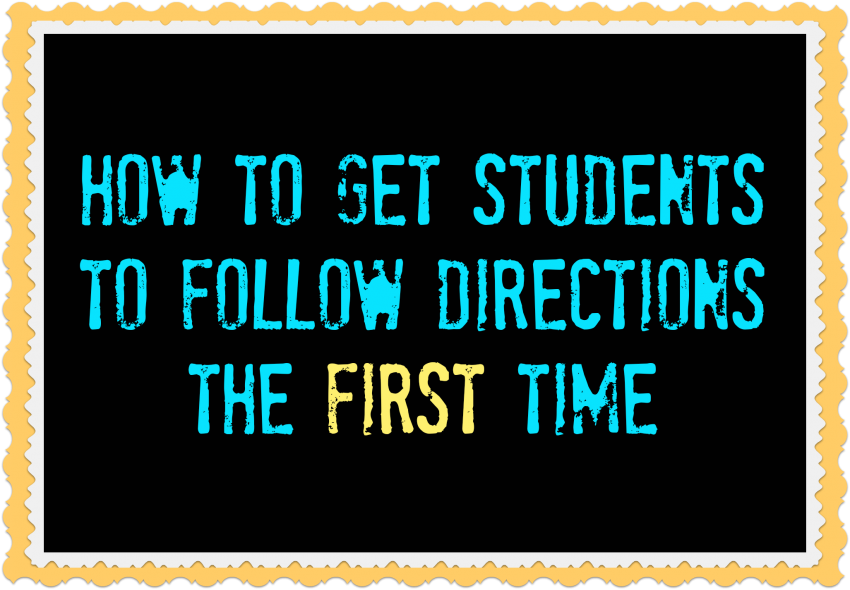 HOW TO GET STUDENTS
TO FOLLOW DIRECTIONS
THE FIRST TIME